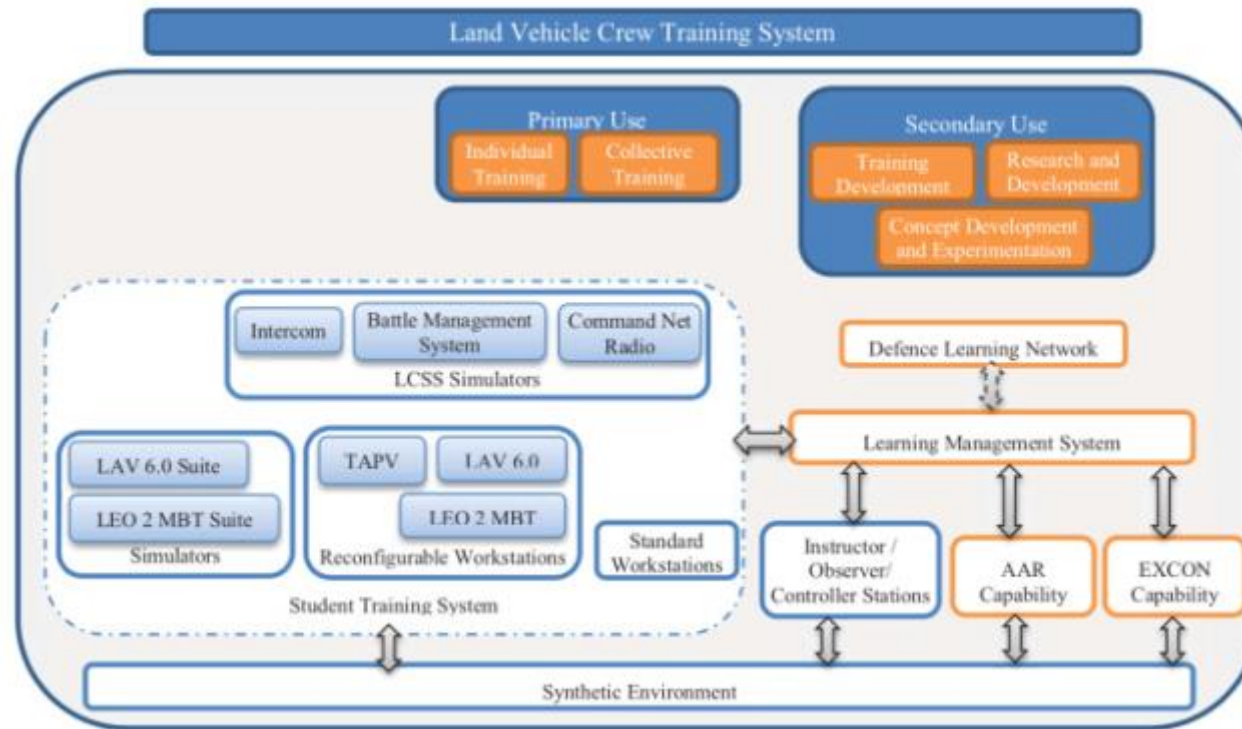 Land Vehicle Crew Training System
Primary Use
Individual
Training
Collective
Training
Secondary Use
Training
Development
Research and
Development
Concept Development
and Experimentation
Intercom
Battle Management
System
Command Net
Radio
LCSS Simulators
LAV 6.0 Suite
LEO 2 MBT Suite
Simulators
TAPV
LAV 6.0
LEO 2 MBT
Reconfigurable Workstations
Standard
Workstations
Student Training System
Defence Learning Network
Learning Management System
Instructor /
Observer/
Controller Stations
AAR
Capability
EXCON
Capability
Synthetic Environment